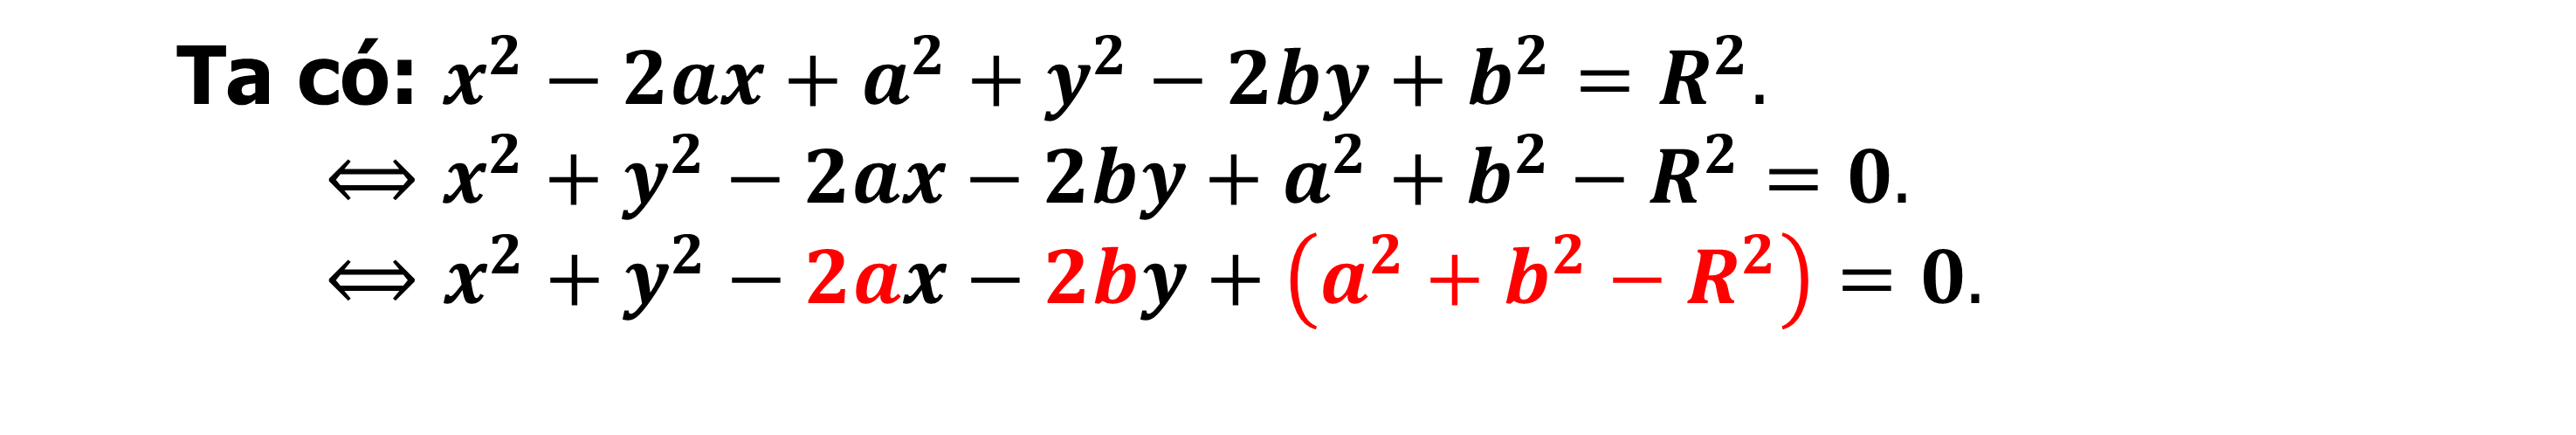 Ta có: x² − 2ax + a² + y² − 2by + b² = R².
⟺ x² + y² − 2ax − 2by + a² + b² − R² = 0.
⟺ x² + y² − 2ax − 2by + (a² + b² − R²) = 0.